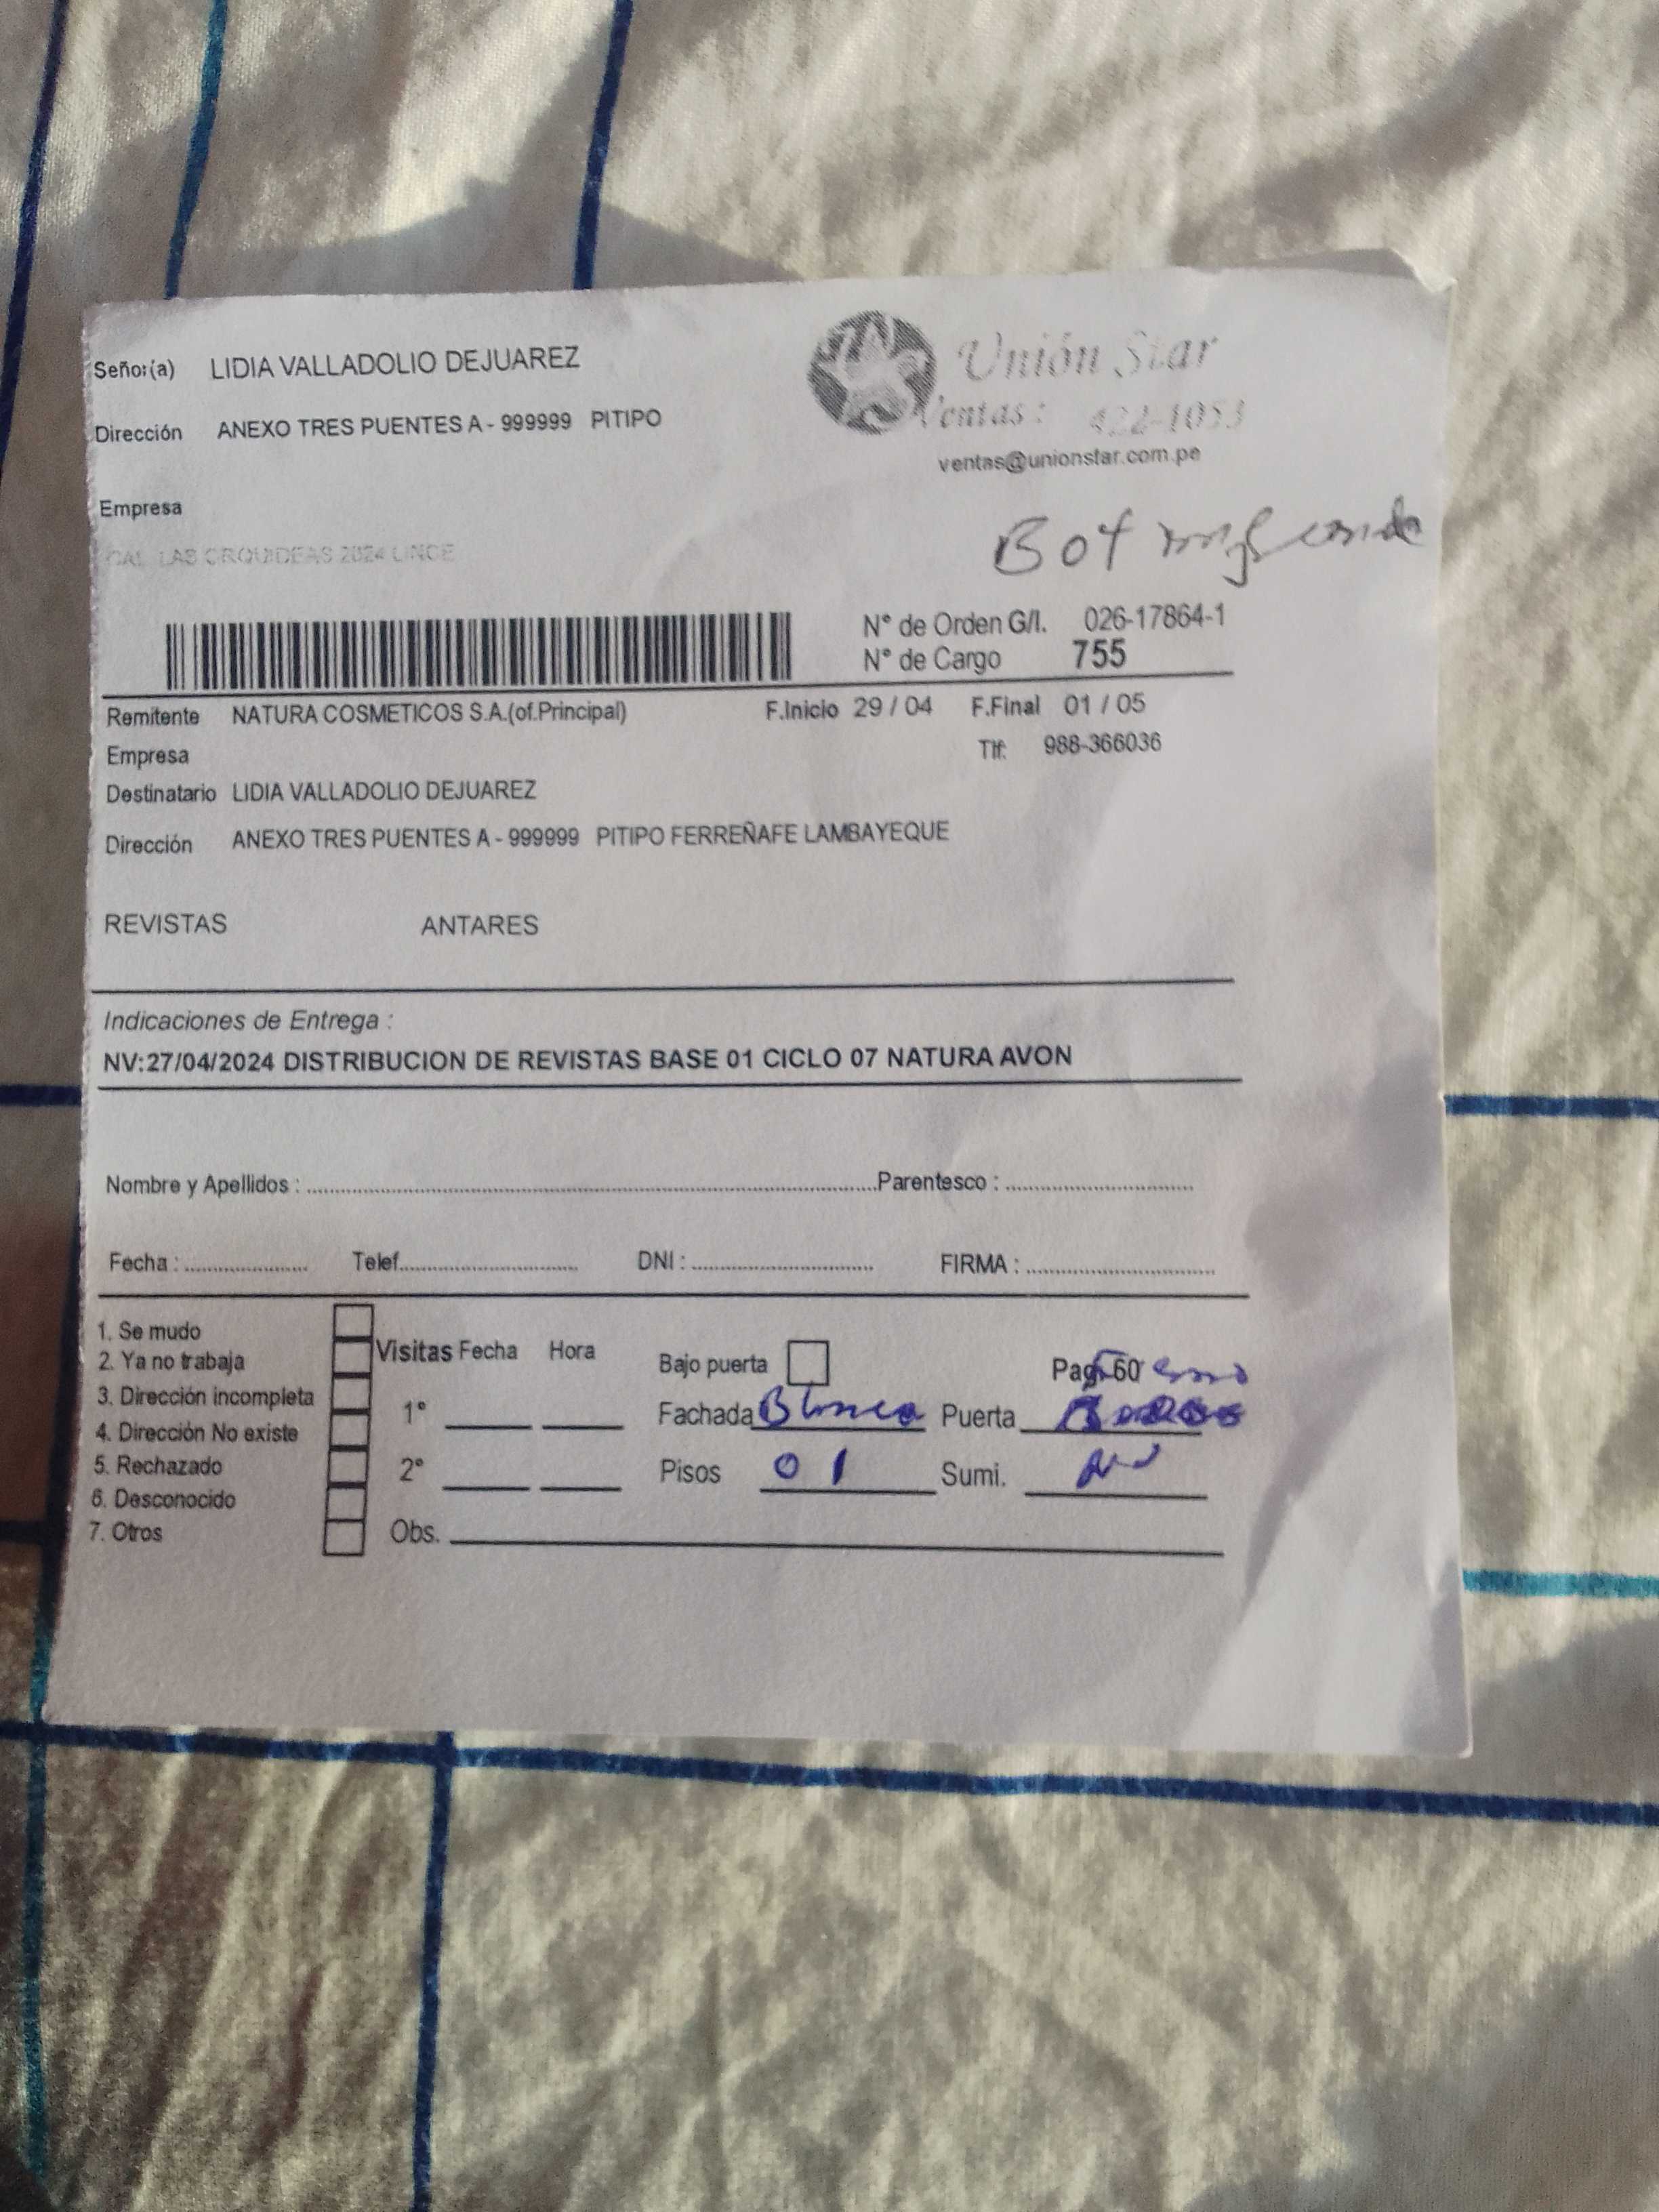 Señor(a) LIDIA VALLADOLIO DEJUAREZ
Unión Star
Dirección ANEXO TRES PUENTES A - 999999 PITIPO
Ventas: 422-1053
ventas@unionstar.com.pe
Empresa
CAL LAS ORQUIDEAS 2024 LINCE
Bot
N° de Orden G/I. 026-17864-1
N° de Cargo 755
Remitente NATURA COSMETICOS S.A.(of.Principal) F.Inicio 29 / 04 F.Final 01 / 05
Empresa Tlf: 988-366036
Destinatario LIDIA VALLADOLIO DEJUAREZ
Dirección ANEXO TRES PUENTES A - 999999 PITIPO FERREÑAFE LAMBAYEQUE
REVISTAS ANTARES
Indicaciones de Entrega :
NV:27/04/2024 DISTRIBUCION DE REVISTAS BASE 01 CICLO 07 NATURA AVON
Nombre y Apellidos : Parentesco :
Fecha : Telef. DNI : FIRMA :
1. Se mudo
2. Ya no trabaja
3. Dirección incompleta
4. Dirección No existe
5. Rechazado
6. Desconocido
7. Otros
Visitas Fecha Hora
1°
2°
Bajo puerta Pag. 60
Fachada Blanca Puerta
Pisos 01 Sumi.
Obs.